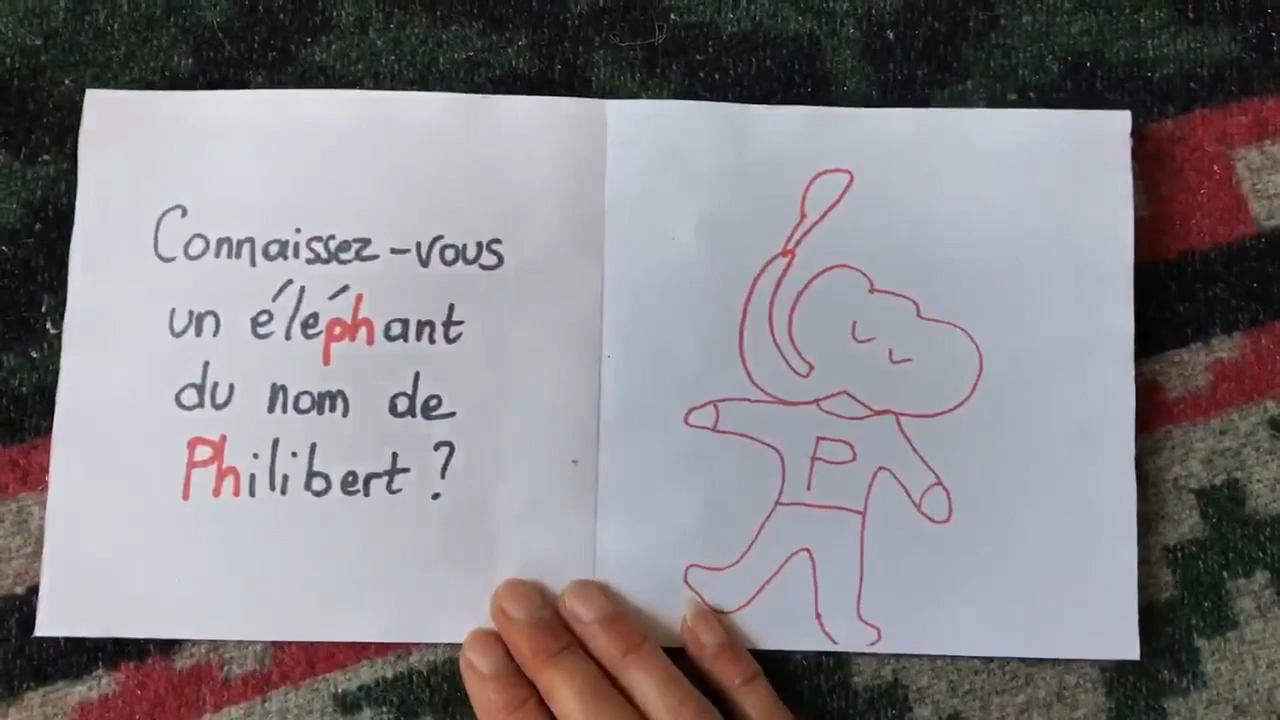 Connaissez-vous
un éléphant
du nom de
Philibert ?
P